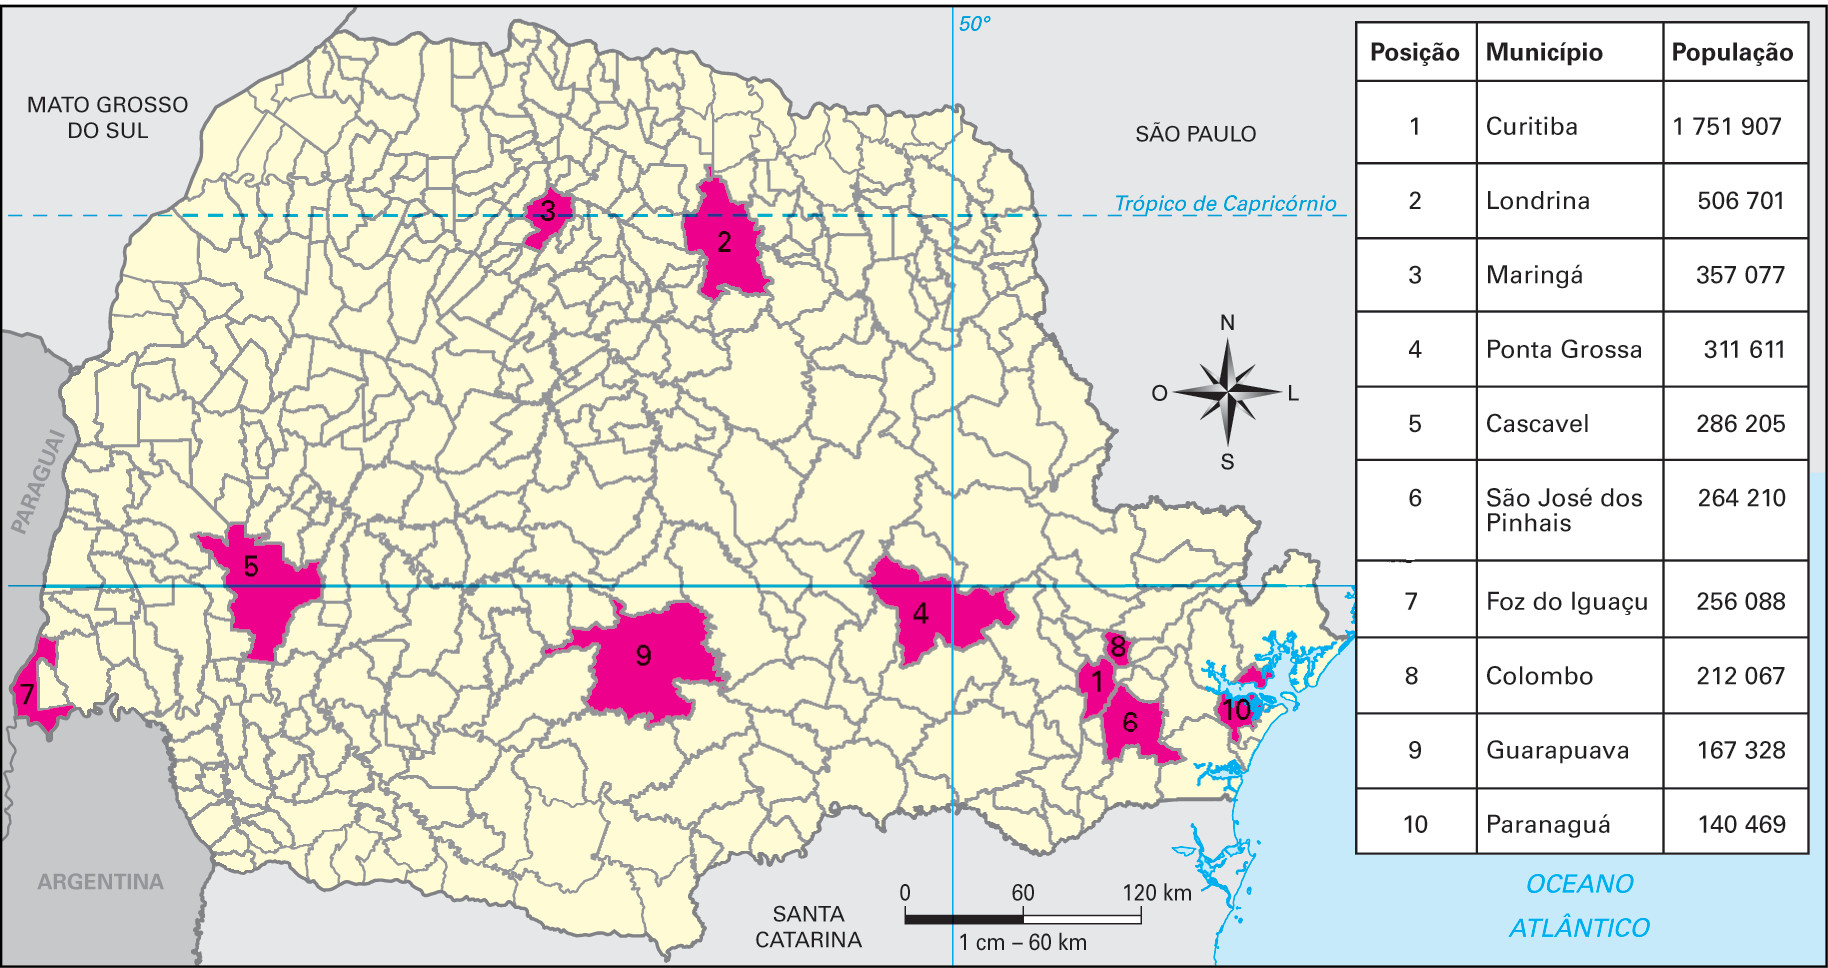 50°
MATO GROSSO
DO SUL
SÃO PAULO
Trópico de Capricórnio
3
2
N
O
L
S
PARAGUAI
5
4
9
8
7
1
6
10
ARGENTINA
SANTA
CATARINA
0 60 120 km
1 cm – 60 km
OCEANO
ATLÂNTICO
Posição Município População
1 Curitiba 1 751 907
2 Londrina 506 701
3 Maringá 357 077
4 Ponta Grossa 311 611
5 Cascavel 286 205
6 São José dos 264 210
Pinhais
7 Foz do Iguaçu 256 088
8 Colombo 212 067
9 Guarapuava 167 328
10 Paranaguá 140 469